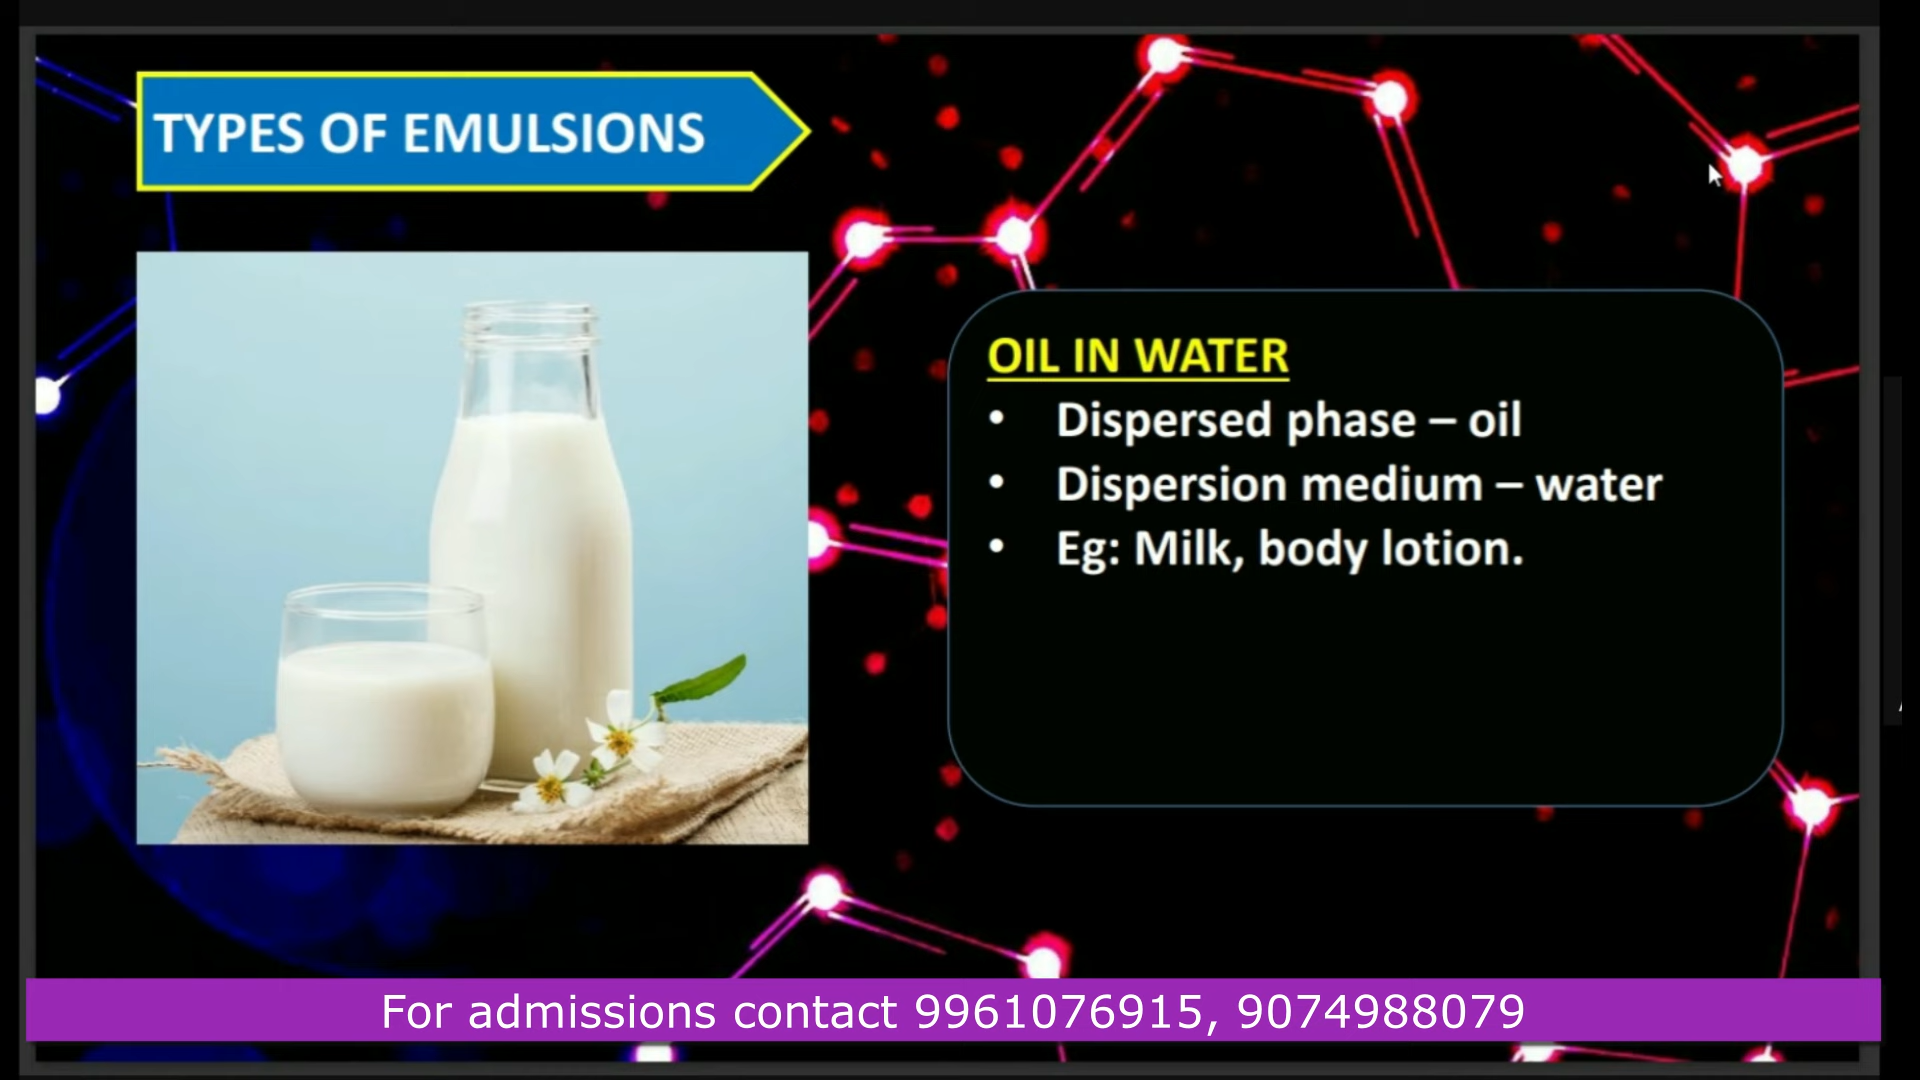 TYPES OF EMULSIONS
OIL IN WATER
• Dispersed phase – oil
• Dispersion medium – water
• Eg: Milk, body lotion.
For admissions contact 9961076915, 9074988079